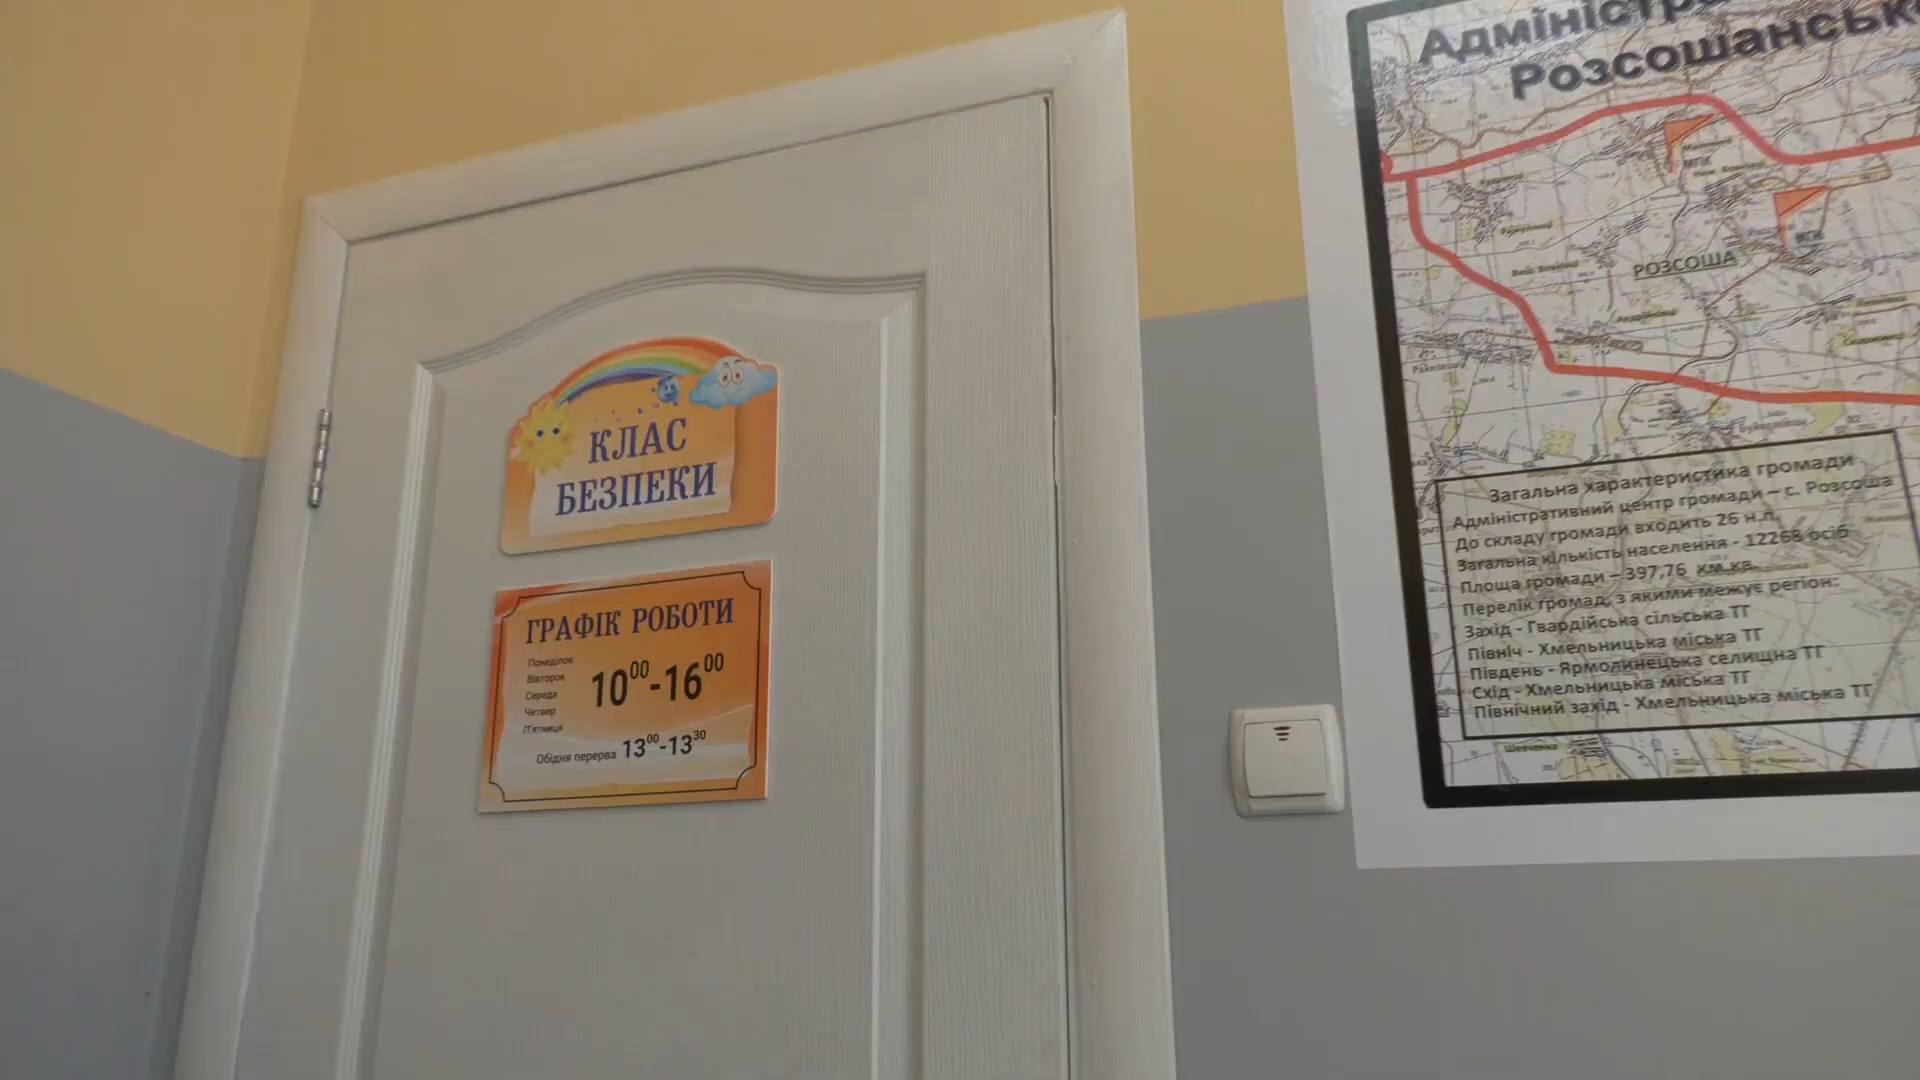 КЛАС
БЕЗПЕКИ
ГРАФІК РОБОТИ
Понеділок
Вівторок
Середа
Четвер
П'ятниця
10⁰⁰-16⁰⁰
Обідня перерва 13⁰⁰-13³⁰
Розсошанськ
МПК
РОЗСОША
Загальна характеристика громади
Адміністративний центр громади – с. Розсоша
До складу громади входить 26 н.п.
Загальна кількість населення - 12268 осіб
Площа громади – 397,76 км.кв.
Перелік громад, з якими межує регіон:
Захід - Гвардійська сільська ТГ
Північ - Хмельницька міська ТГ
Південь - Ярмолинецька селищна ТГ
Схід - Хмельницька міська ТГ
Північний захід - Хмельницька міська ТГ
Шевченка